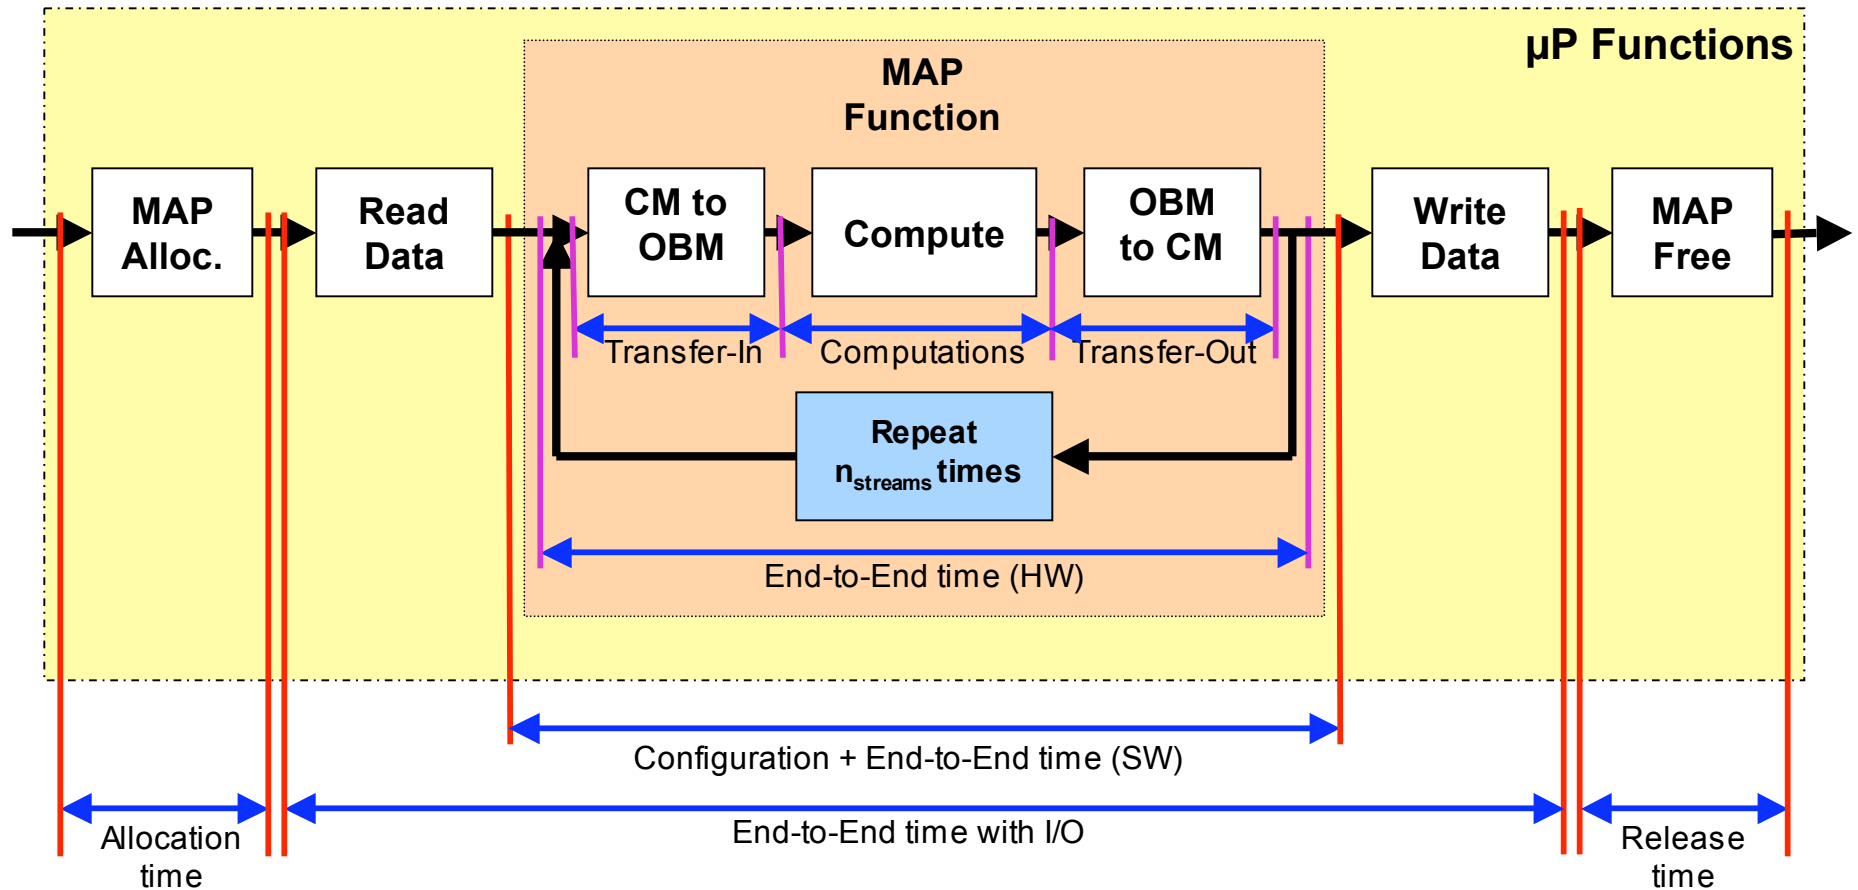 µP Functions
MAP
Function
MAP
Alloc.
Read
Data
CM to
OBM
Compute
OBM
to CM
Write
Data
MAP
Free
Transfer-In
Computations
Transfer-Out
Repeat
nstreams times
End-to-End time (HW)
Configuration + End-to-End time (SW)
Allocation
time
End-to-End time with I/O
Release
time